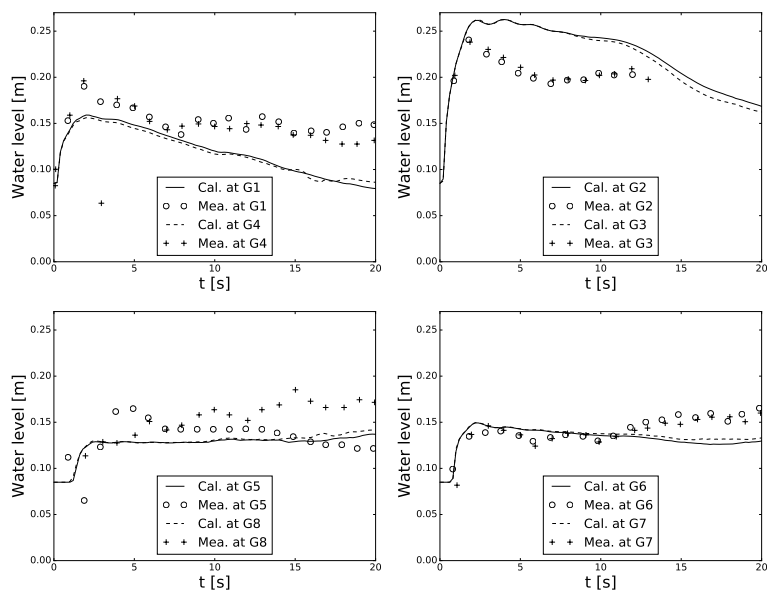 0.25
0.20
0.15
0.10
0.05
0.00
Water level [m]
0 5 10 15 20
t [s]
Cal. at G1
Mea. at G1
Cal. at G4
Mea. at G4
0.25
0.20
0.15
0.10
0.05
0.00
Water level [m]
0 5 10 15 20
t [s]
Cal. at G2
Mea. at G2
Cal. at G3
Mea. at G3
0.25
0.20
0.15
0.10
0.05
0.00
Water level [m]
0 5 10 15 20
t [s]
Cal. at G5
Mea. at G5
Cal. at G8
Mea. at G8
0.25
0.20
0.15
0.10
0.05
0.00
Water level [m]
0 5 10 15 20
t [s]
Cal. at G6
Mea. at G6
Cal. at G7
Mea. at G7